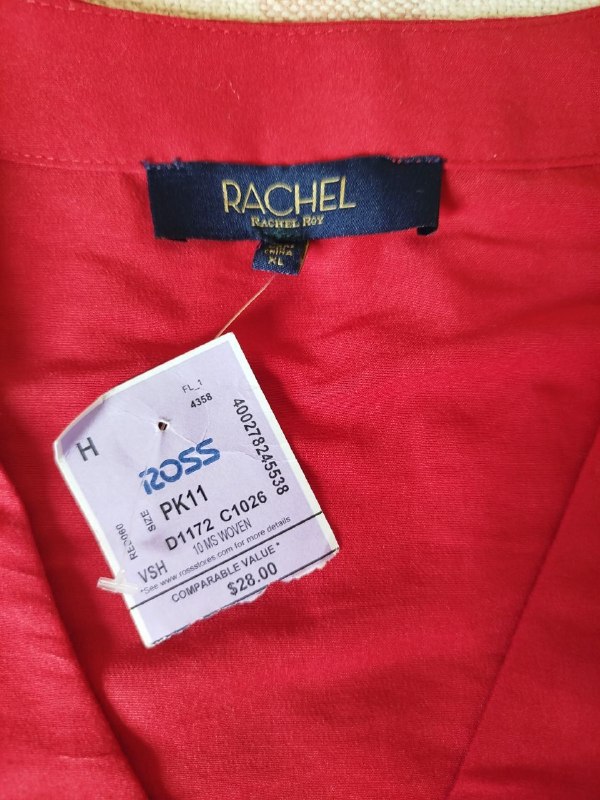 RACHEL
RACHEL ROY
CHINA
XL
FL_1
4358
H
ROSS
400278245538
SIZE
PK11
D1172 C1026
10 MS WOVEN
VSH
*See www.rossstores.com for more details
COMPARABLE VALUE*
$28.00